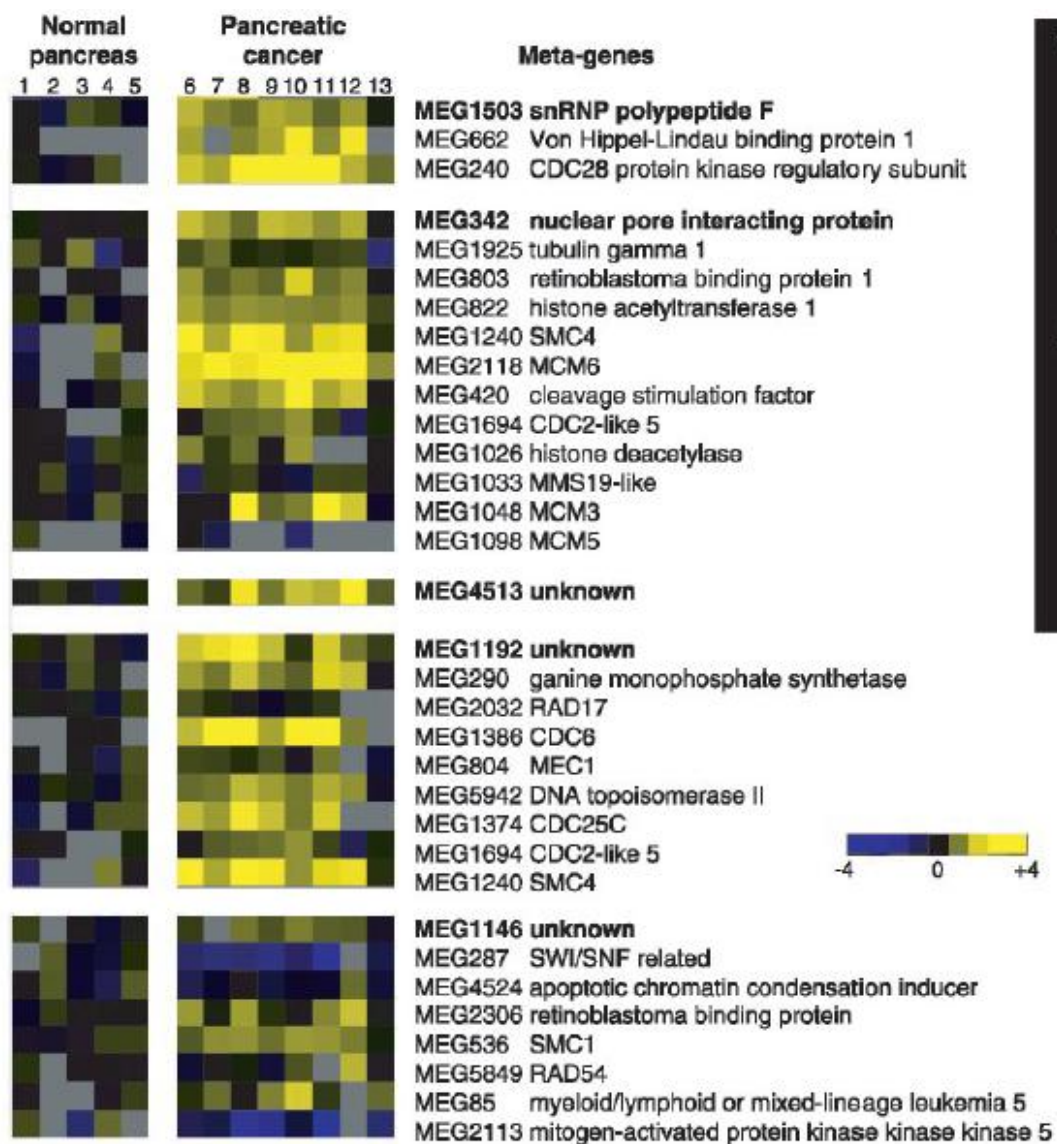 Normal pancreas
Pancreatic cancer
Meta-genes
1 2 3 4 5
6 7 8 9 10 11 12 13
MEG1503 snRNP polypeptide F
MEG662 Von Hippel-Lindau binding protein 1
MEG240 CDC28 protein kinase regulatory subunit
MEG342 nuclear pore interacting protein
MEG1925 tubulin gamma 1
MEG803 retinoblastoma binding protein 1
MEG822 histone acetyltransferase 1
MEG1240 SMC4
MEG2118 MCM6
MEG420 cleavage stimulation factor
MEG1694 CDC2-like 5
MEG1026 histone deacetylase
MEG1033 MMS19-like
MEG1048 MCM3
MEG1098 MCM5
MEG4513 unknown
MEG1192 unknown
MEG290 ganine monophosphate synthetase
MEG2032 RAD17
MEG1386 CDC6
MEG804 MEC1
MEG5942 DNA topoisomerase II
MEG1374 CDC25C
MEG1694 CDC2-like 5
MEG1240 SMC4
-4 0 +4
MEG1146 unknown
MEG287 SWI/SNF related
MEG4524 apoptotic chromatin condensation inducer
MEG2306 retinoblastoma binding protein
MEG536 SMC1
MEG5849 RAD54
MEG85 myeloid/lymphoid or mixed-lineage leukemia 5
MEG2113 mitogen-activated protein kinase kinase kinase 5